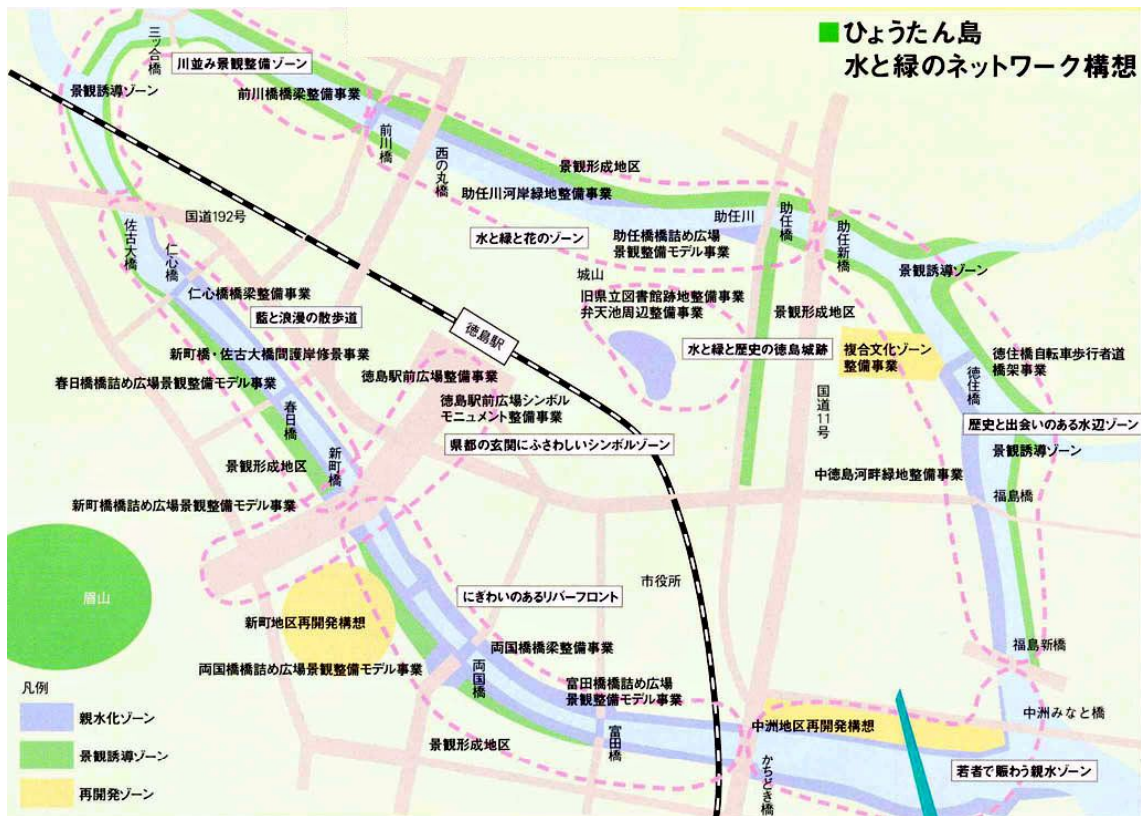 ひょうたん島
水と緑のネットワーク構想
三ツ合橋
川並み景観整備ゾーン
景観誘導ゾーン
前川橋橋梁整備事業
前川橋
西の丸橋
景観形成地区
助任川河岸緑地整備事業
国道192号
助任川
助任橋
助任新橋
佐古大橋
仁心橋
水と緑と花のゾーン
助任橋橋詰め広場
景観整備モデル事業
景観誘導ゾーン
城山
仁心橋橋梁整備事業
旧県立図書館跡地整備事業
弁天池周辺整備事業
景観形成地区
藍と浪漫の散歩道
徳島駅
水と緑と歴史の徳島城跡
複合文化ゾーン
整備事業
徳住橋自転車歩行者道
橋架事業
徳住橋
新町橋・佐古大橋間護岸修景事業
徳島駅前広場整備事業
春日橋橋詰め広場景観整備モデル事業
国道11号
徳島駅前広場シンボル
モニュメント整備事業
春日橋
歴史と出会いのある水辺ゾーン
県都の玄関にふさわしいシンボルゾーン
新町橋
景観誘導ゾーン
景観形成地区
中徳島河畔緑地整備事業
福島橋
新町橋橋詰め広場景観整備モデル事業
市役所
眉山
にぎわいのあるリバーフロント
新町地区再開発構想
両国橋橋梁整備事業
福島新橋
両国橋橋詰め広場景観整備モデル事業
両国橋
富田橋橋詰め広場
景観整備モデル事業
凡例
親水化ゾーン
景観誘導ゾーン
再開発ゾーン
中洲みなと橋
中洲地区再開発構想
富田橋
景観形成地区
かちどき橋
若者で賑わう親水ゾーン